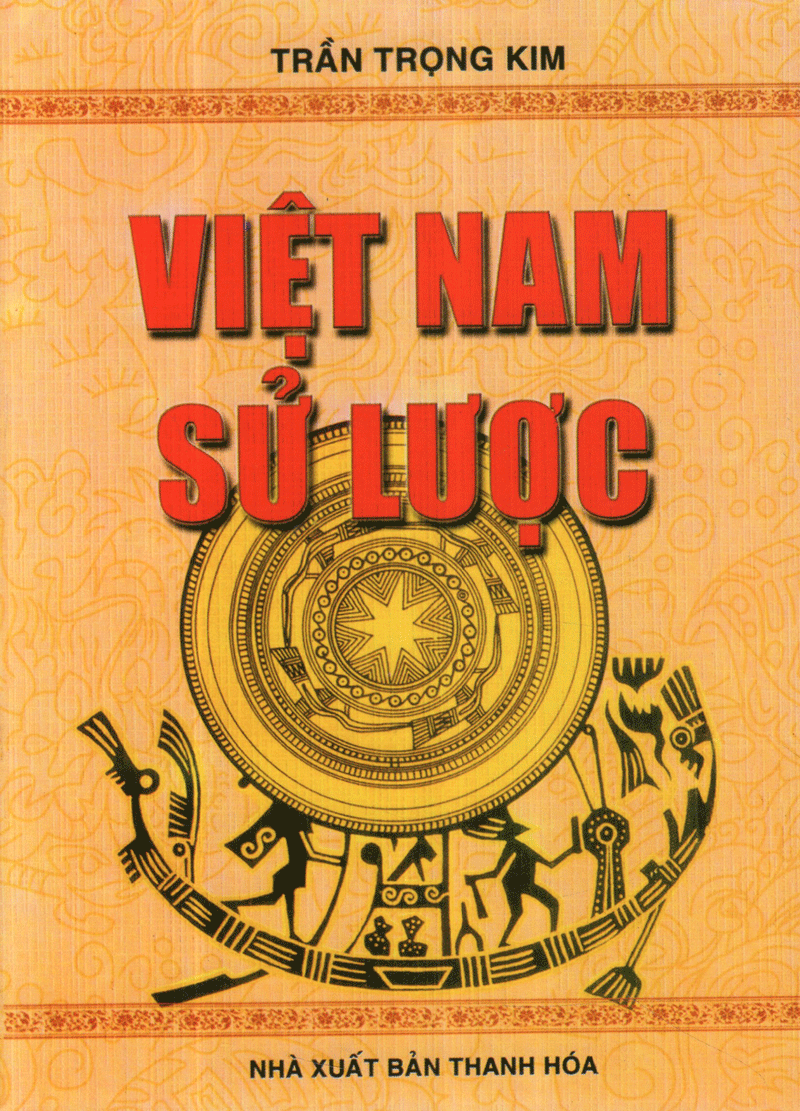 TRẦN TRỌNG KIM
VIỆT NAM
SỬ LƯỢC
NHÀ XUẤT BẢN THANH HÓA